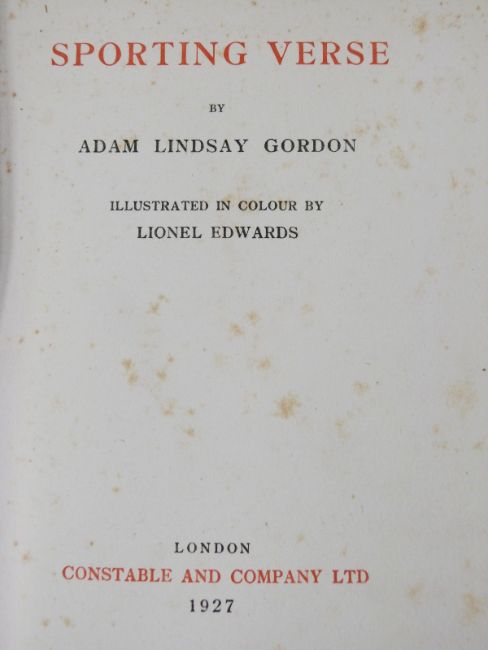 SPORTING VERSE
BY
ADAM LINDSAY GORDON
ILLUSTRATED IN COLOUR BY
LIONEL EDWARDS
LONDON
CONSTABLE AND COMPANY LTD
1927